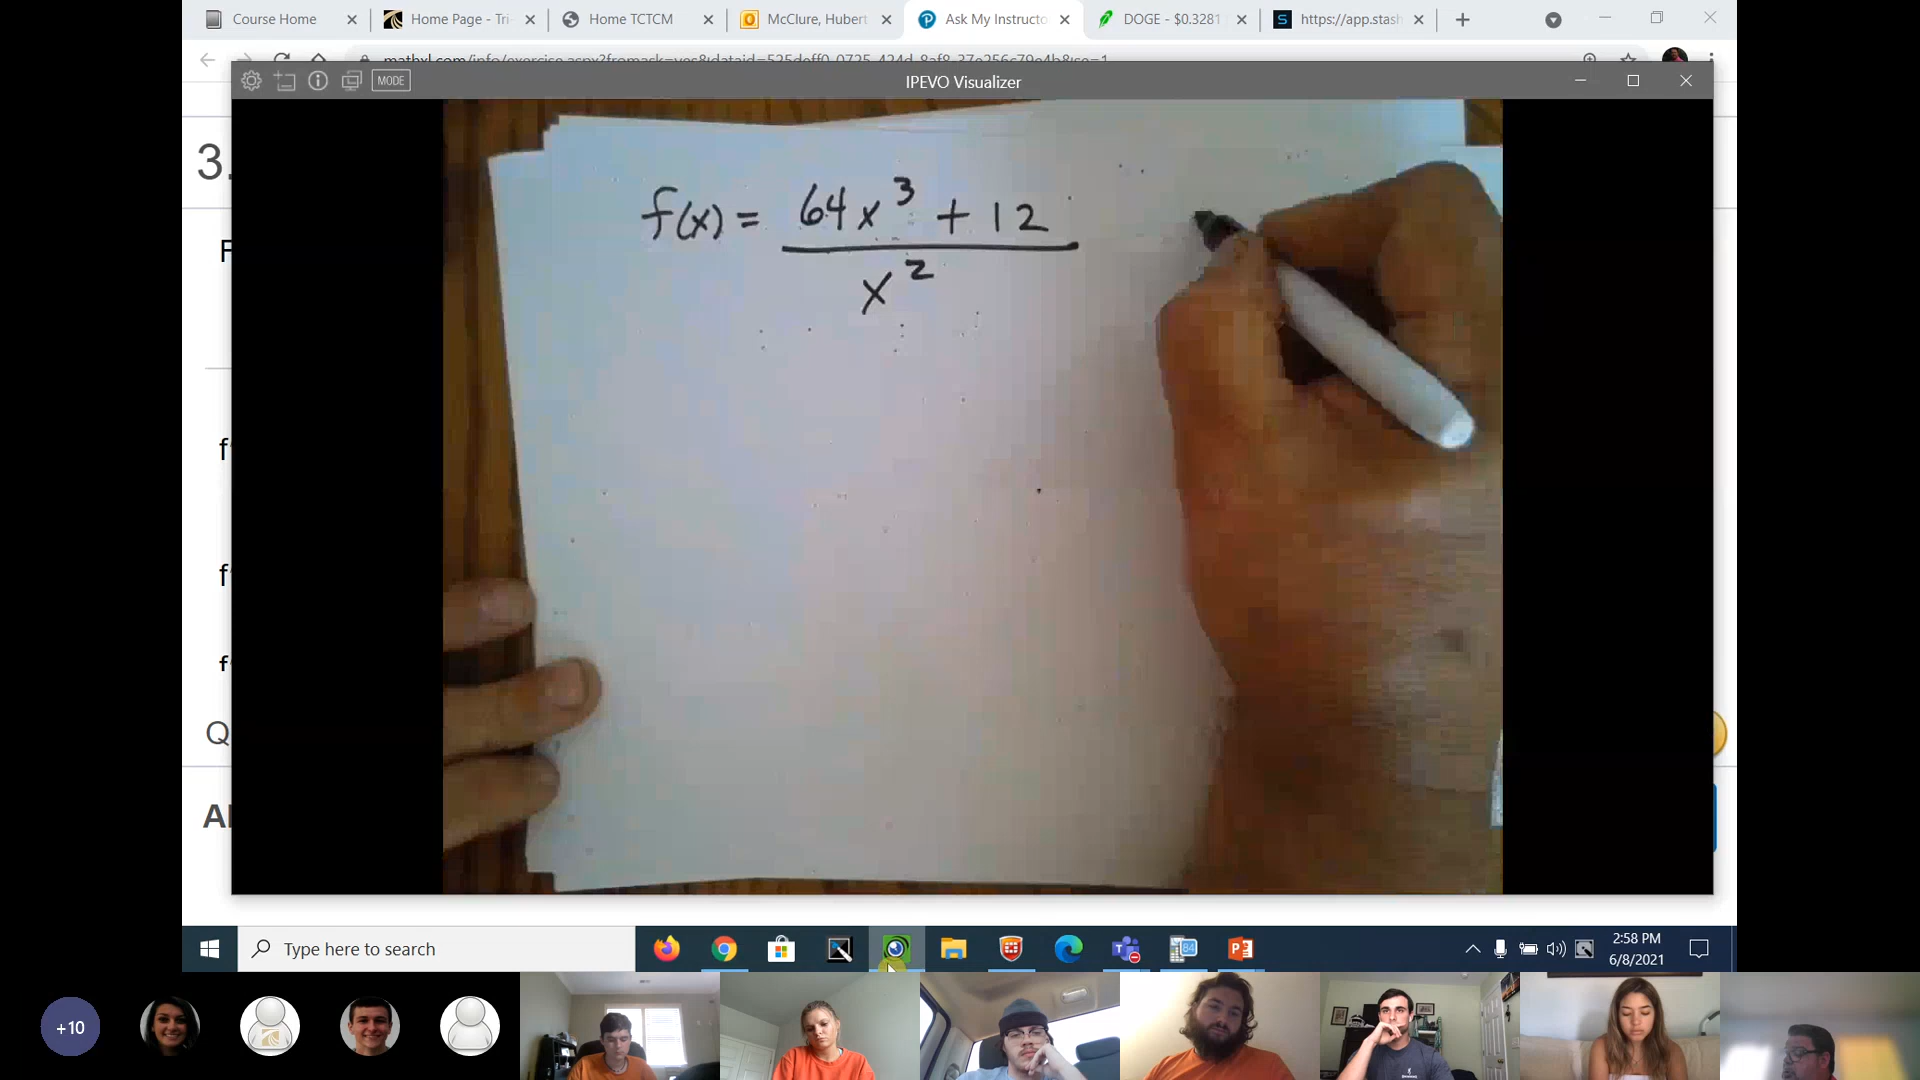 Course Home
Home Page - Tri-
Home TCTCM
McClure, Hubert
Ask My Instructo
DOGE - $0.3281
https://app.stash
MODE
IPEVO Visualizer
3.
F
f(x) = 64x³ + 12
x²
f'
f'
f'
Q
Type here to search
2:58 PM
6/8/2021
+10